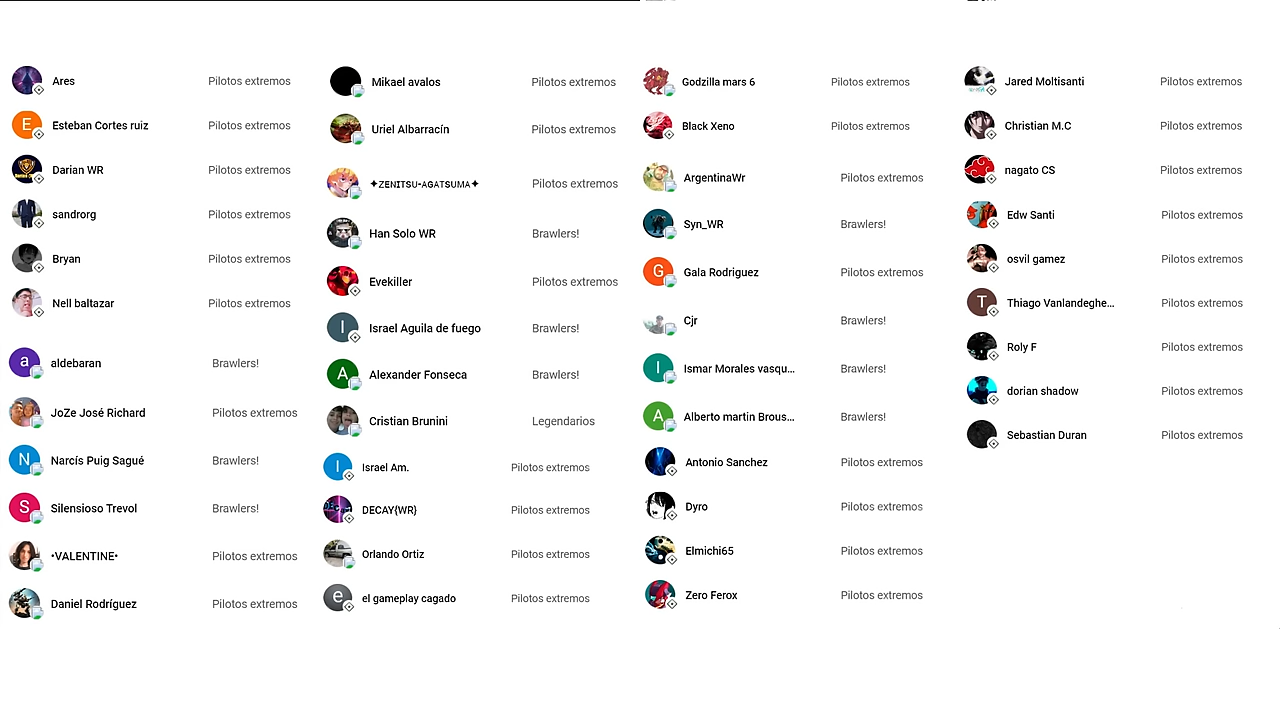 Ares Pilotos extremos
E Esteban Cortes ruiz Pilotos extremos
Darian WR Pilotos extremos
sandrorg Pilotos extremos
Bryan Pilotos extremos
Nell baltazar Pilotos extremos
a aldebaran Brawlers!
JoZe José Richard Pilotos extremos
N Narcís Puig Sagué Brawlers!
S Silensioso Trevol Brawlers!
•VALENTINE• Pilotos extremos
Daniel Rodríguez Pilotos extremos
Mikael avalos Pilotos extremos
Uriel Albarracín Pilotos extremos
✦ZENITSU-AGATSUMA✦ Pilotos extremos
Han Solo WR Brawlers!
Evekiller Pilotos extremos
I Israel Aguila de fuego Brawlers!
A Alexander Fonseca Brawlers!
Cristian Brunini Legendarios
I Israel Am. Pilotos extremos
DECAY{WR} Pilotos extremos
Orlando Ortiz Pilotos extremos
e el gameplay cagado Pilotos extremos
Godzilla mars 6 Pilotos extremos
Black Xeno Pilotos extremos
ArgentinaWr Pilotos extremos
Syn_WR Brawlers!
G Gala Rodriguez Pilotos extremos
Cjr Brawlers!
I Ismar Morales vasqu... Brawlers!
A Alberto martin Brous... Brawlers!
Antonio Sanchez Pilotos extremos
Dyro Pilotos extremos
Elmichi65 Pilotos extremos
Zero Ferox Pilotos extremos
Jared Moltisanti Pilotos extremos
Christian M.C Pilotos extremos
nagato CS Pilotos extremos
Edw Santi Pilotos extremos
osvil gamez Pilotos extremos
T Thiago Vanlandeghe... Pilotos extremos
Roly F Pilotos extremos
dorian shadow Pilotos extremos
Sebastian Duran Pilotos extremos